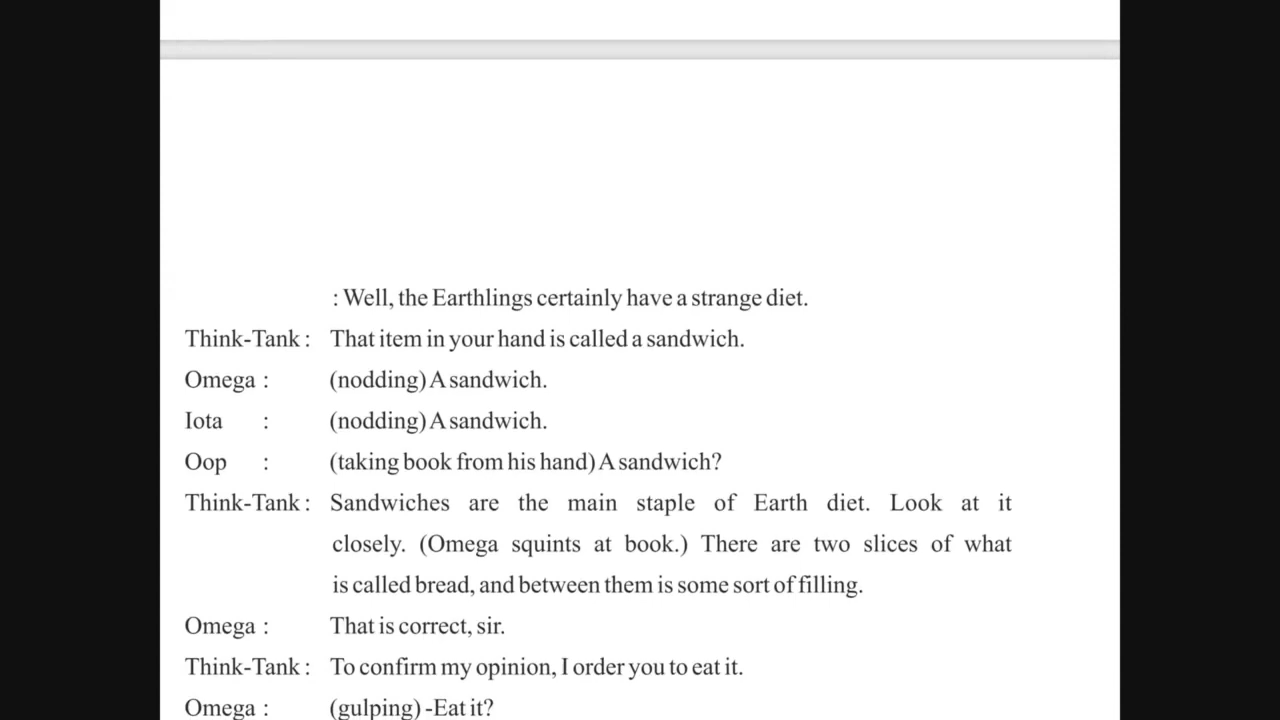 : Well, the Earthlings certainly have a strange diet.
Think-Tank : That item in your hand is called a sandwich.
Omega : (nodding) A sandwich.
Iota : (nodding) A sandwich.
Oop : (taking book from his hand) A sandwich?
Think-Tank : Sandwiches are the main staple of Earth diet. Look at it
closely. (Omega squints at book.) There are two slices of what
is called bread, and between them is some sort of filling.
Omega : That is correct, sir.
Think-Tank : To confirm my opinion, I order you to eat it.
Omega : (gulping) -Eat it?